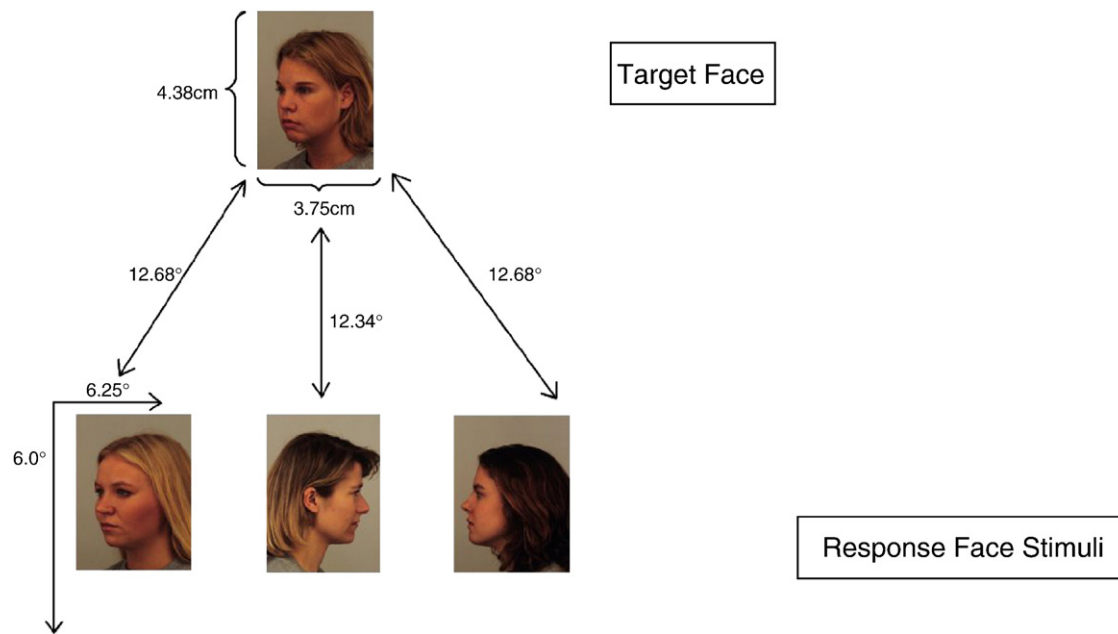 Target Face
4.38cm
3.75cm
12.68°
12.68°
12.34°
6.25°
6.0°
Response Face Stimuli